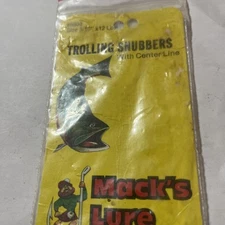 TROLLING SNUBBERS
With Center Line
Mack's
Lure